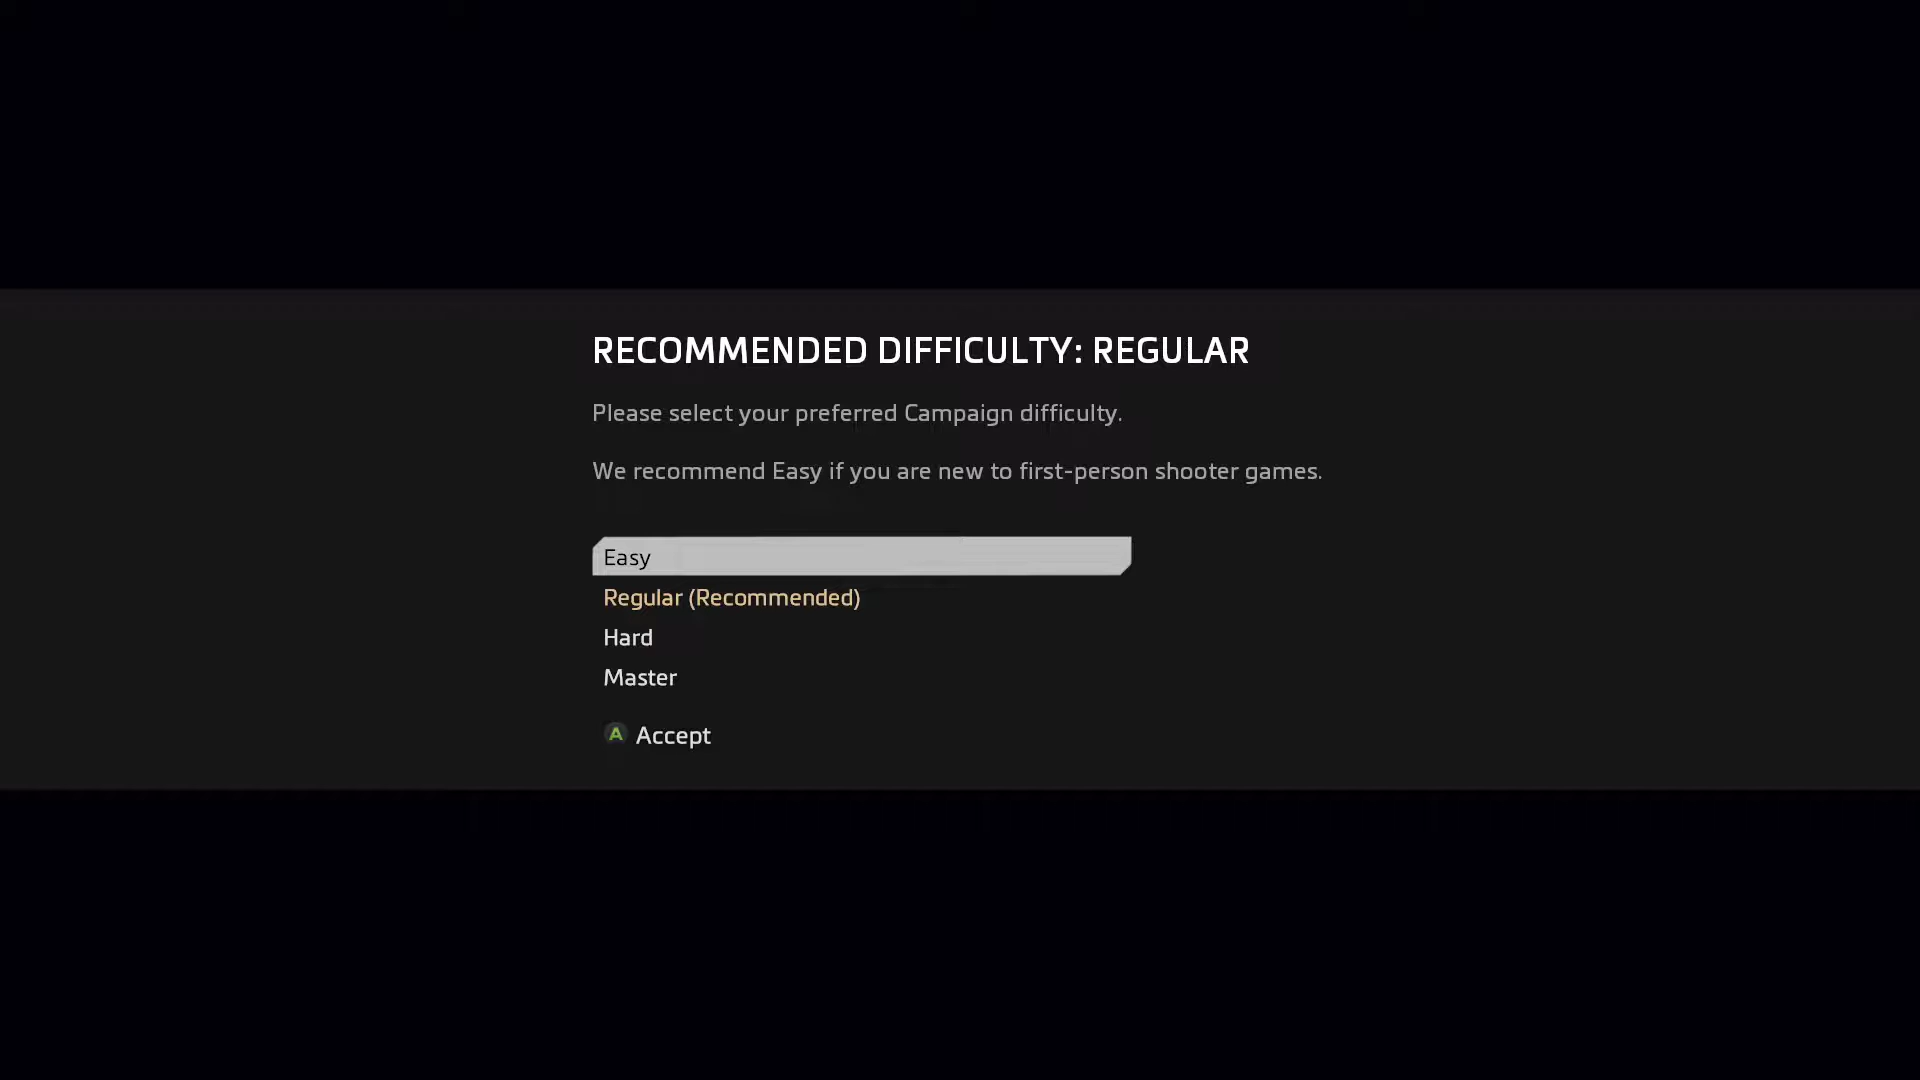 RECOMMENDED DIFFICULTY: REGULAR
Please select your preferred Campaign difficulty.
We recommend Easy if you are new to first-person shooter games.
Easy
Regular (Recommended)
Hard
Master
A Accept